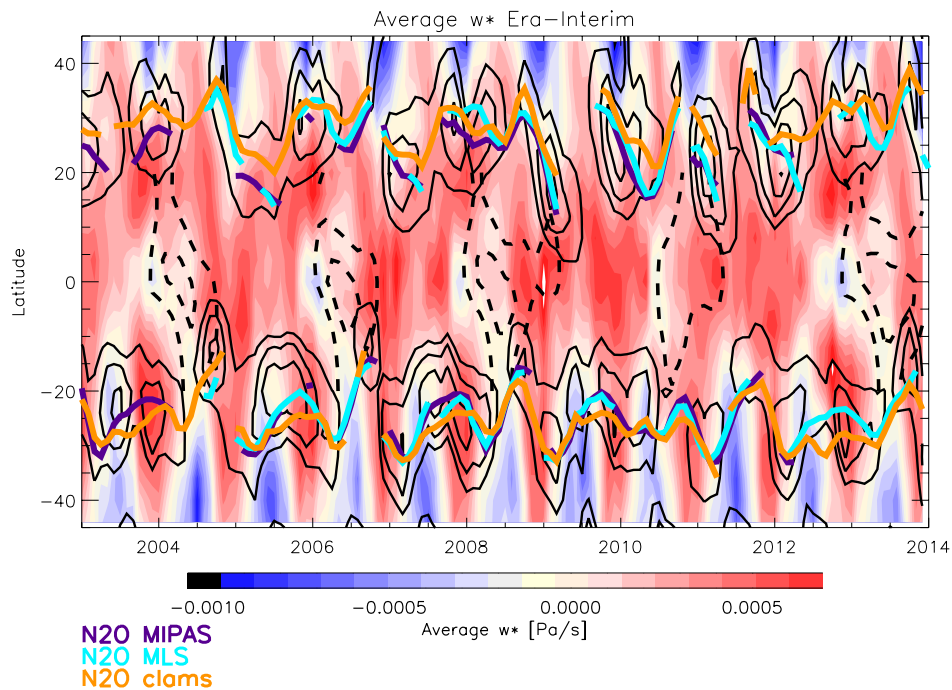 Average w* Era-Interim
40
20
0
−20
−40
Latitude
2004 2006 2008 2010 2012 2014
−0.0010 −0.0005 0.0000 0.0005
Average w* [Pa/s]
N2O MIPAS
N2O MLS
N2O clams